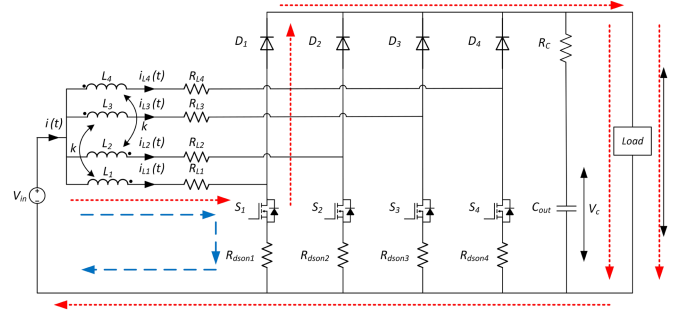 D1 D2 D3 D4 RC
L4 iL4(t) RL4
L3 iL3(t) RL3
i(t) k
L2 iL2(t) RL2
k
L1 iL1(t) RL1
Load
Vin
S1 S2 S3 S4 Cout Vc
Rdson1 Rdson2 Rdson3 Rdson4